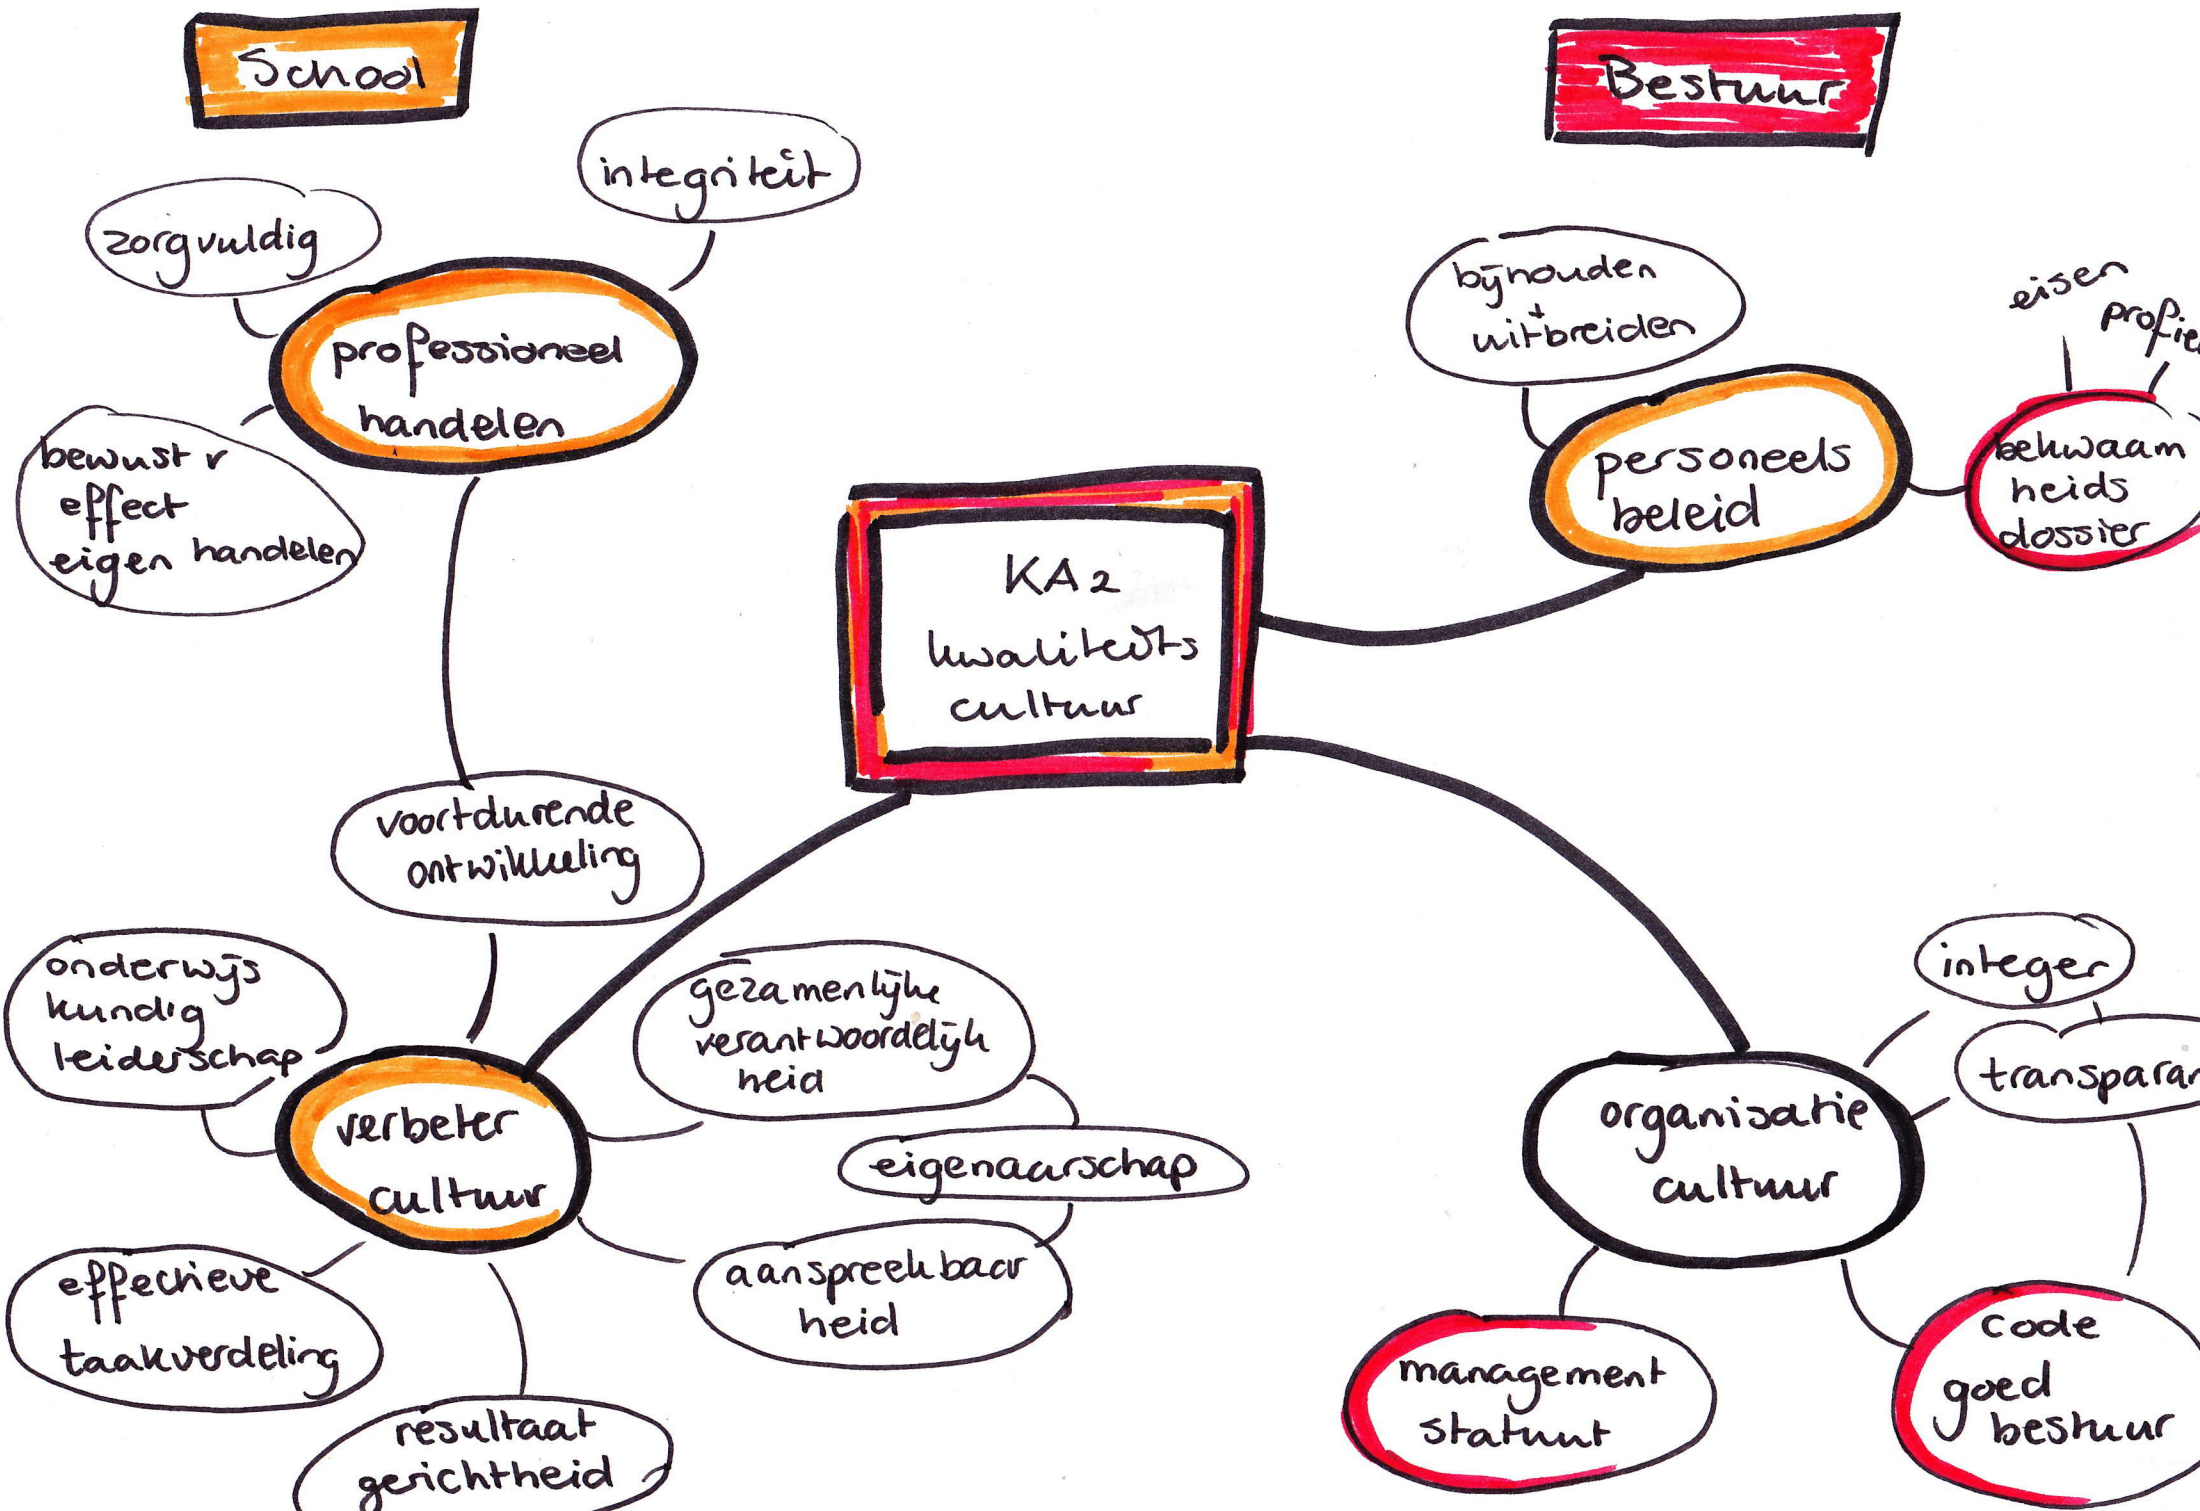 School
Bestuur
integriteit
zorgvuldig
professioneel
handelen
bewust v
effect
eigen handelen
bijhouden
+
uitbreiden
eisen
personeels
beleid
bekwaam
heids
dossier
KA2
kwaliteits
cultuur
voortdurende
ontwikkeling
onderwijs
kundig
leiderschap
gezamenlijke
verantwoordelijk
heid
eigenaarschap
aanspreekbaar
heid
verbeter
cultuur
effectieve
taakverdeling
resultaat
gerichtheid
integer
organisatie
cultuur
management
statuut
code
goed
bestuur